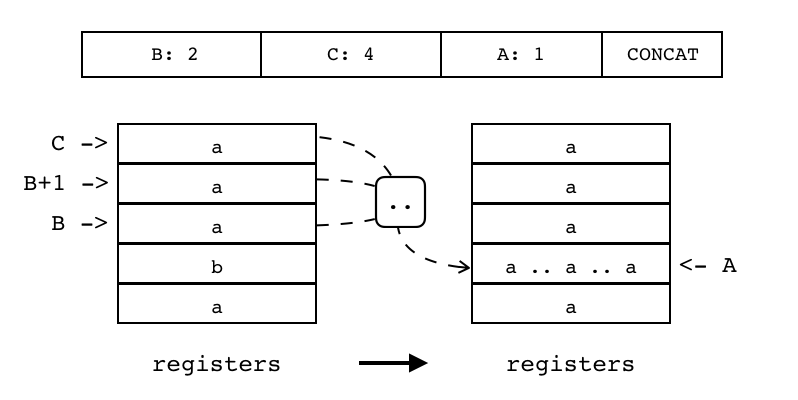 B: 2 C: 4 A: 1 CONCAT
C -> a a
B+1 -> a a
B -> a .. a
b a .. a .. a <- A
a a
registers registers